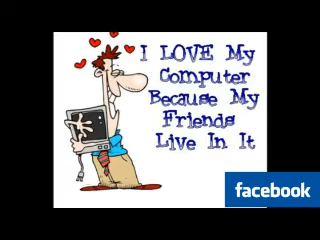 I LOVE My
Computer
Because My
Friends
Live In It
facebook